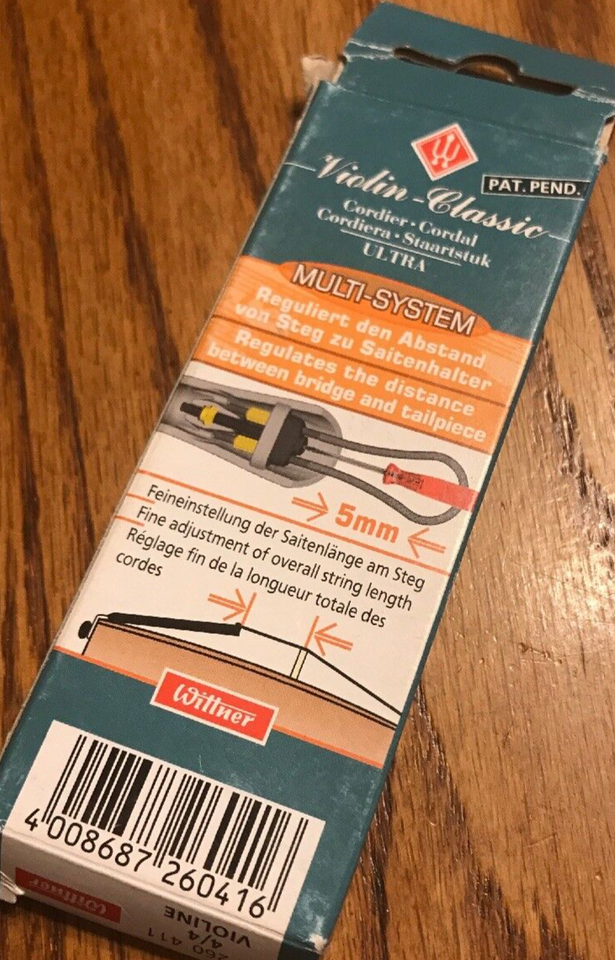 Violin-Classic
PAT. PEND.
Cordier · Cordal
Cordiera · Staartstuk
ULTRA
MULTI-SYSTEM
Reguliert den Abstand
von Steg zu Saitenhalter
Regulates the distance
between bridge and tailpiece
5mm
Feineinstellung der Saitenlänge am Steg
Fine adjustment of overall string length
Réglage fin de la longueur totale des
cordes
Wittner
4 008687 260416
Wittner
260 411
4/4
VIOLINE